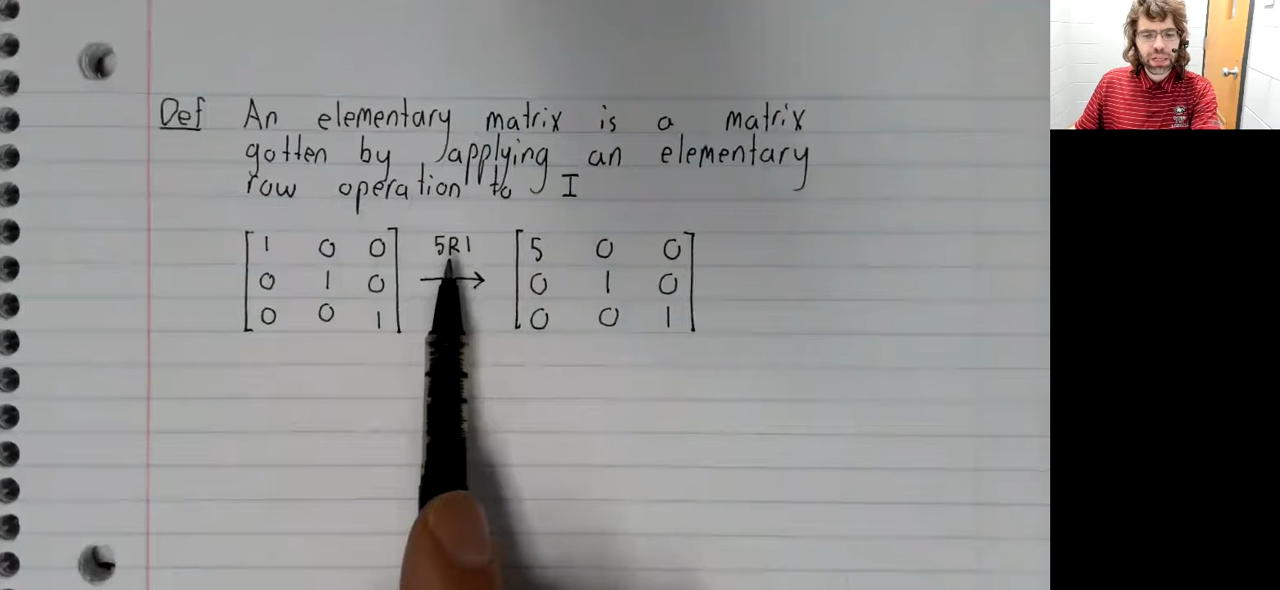 Def An elementary matrix is a matrix
gotten by applying an elementary
row operation to I
[1 0 0] 5R1 [5 0 0]
[0 1 0] → [0 1 0]
[0 0 1] [0 0 1]